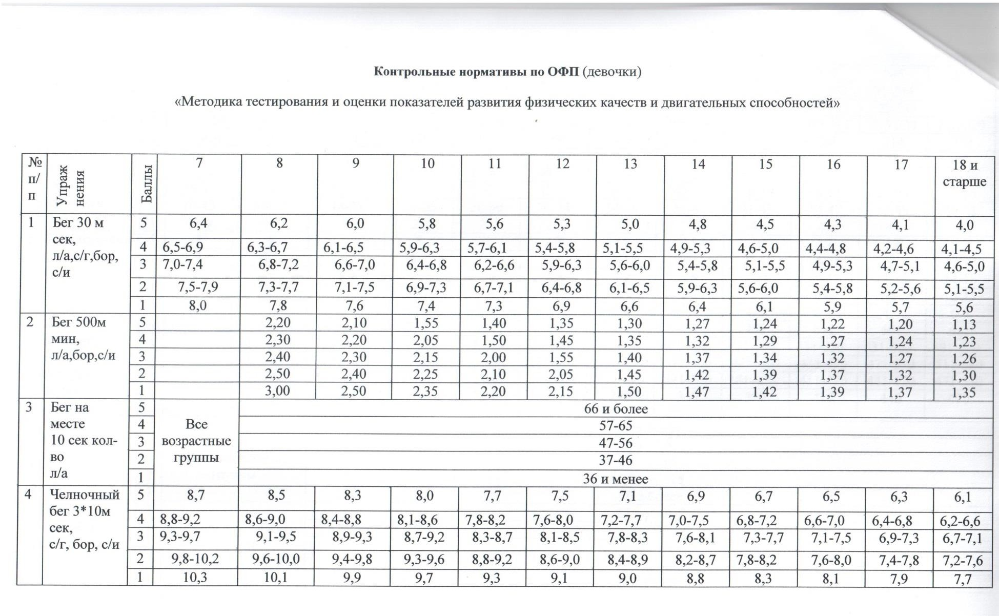 Контрольные нормативы по ОФП (девочки)
«Методика тестирования и оценки показателей развития физических качеств и двигательных способностей»
№ п/п Упражнения Баллы 7 8 9 10 11 12 13 14 15 16 17 18 и старше
1 Бег 30 м сек, л/а,с/г,бор, с/и 5 6,4 6,2 6,0 5,8 5,6 5,3 5,0 4,8 4,5 4,3 4,1 4,0
4 6,5-6,9 6,3-6,7 6,1-6,5 5,9-6,3 5,7-6,1 5,4-5,8 5,1-5,5 4,9-5,3 4,6-5,0 4,4-4,8 4,2-4,6 4,1-4,5
3 7,0-7,4 6,8-7,2 6,6-7,0 6,4-6,8 6,2-6,6 5,9-6,3 5,6-6,0 5,4-5,8 5,1-5,5 4,9-5,3 4,7-5,1 4,6-5,0
2 7,5-7,9 7,3-7,7 7,1-7,5 6,9-7,3 6,7-7,1 6,4-6,8 6,1-6,5 5,9-6,3 5,6-6,0 5,4-5,8 5,2-5,6 5,1-5,5
1 8,0 7,8 7,6 7,4 7,3 6,9 6,6 6,4 6,1 5,9 5,7 5,6
2 Бег 500м мин, л/а,бор,с/и 5 2,20 2,10 1,55 1,40 1,35 1,30 1,27 1,24 1,22 1,20 1,13
4 2,30 2,20 2,05 1,50 1,45 1,35 1,32 1,29 1,27 1,24 1,23
3 2,40 2,30 2,15 2,00 1,55 1,40 1,37 1,34 1,32 1,27 1,26
2 2,50 2,40 2,25 2,10 2,05 1,45 1,42 1,39 1,37 1,32 1,30
1 3,00 2,50 2,35 2,20 2,15 1,50 1,47 1,42 1,39 1,37 1,35
3 Бег на месте 10 сек кол-во л/а Все возрастные группы 5 66 и более
4 57-65
3 47-56
2 37-46
1 36 и менее
4 Челночный бег 3*10м сек, с/г, бор, с/и 5 8,7 8,5 8,3 8,0 7,7 7,5 7,1 6,9 6,7 6,5 6,3 6,1
4 8,8-9,2 8,6-9,0 8,4-8,8 8,1-8,6 7,8-8,2 7,6-8,0 7,2-7,7 7,0-7,5 6,8-7,2 6,6-7,0 6,4-6,8 6,2-6,6
3 9,3-9,7 9,1-9,5 8,9-9,3 8,7-9,2 8,3-8,7 8,1-8,5 7,8-8,3 7,6-8,1 7,3-7,7 7,1-7,5 6,9-7,3 6,7-7,1
2 9,8-10,2 9,6-10,0 9,4-9,8 9,3-9,6 8,8-9,2 8,6-9,0 8,4-8,9 8,2-8,7 7,8-8,2 7,6-8,0 7,4-7,8 7,2-7,6
1 10,3 10,1 9,9 9,7 9,3 9,1 9,0 8,8 8,3 8,1 7,9 7,7